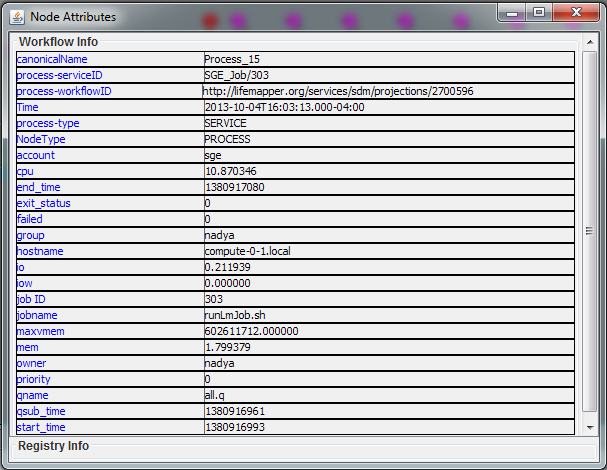 Node Attributes
Workflow Info
canonicalName Process_15
process-serviceID SGE_Job/303
process-workflowID http://lifemapper.org/services/sdm/projections/2700596
Time 2013-10-04T16:03:13.000-04:00
process-type SERVICE
NodeType PROCESS
account sge
cpu 10.870346
end_time 1380917080
exit_status 0
failed 0
group nadya
hostname compute-0-1.local
io 0.211939
iow 0.000000
job ID 303
jobname runLmJob.sh
maxvmem 602611712.000000
mem 1.799379
owner nadya
priority 0
qname all.q
qsub_time 1380916961
start_time 1380916993
Registry Info